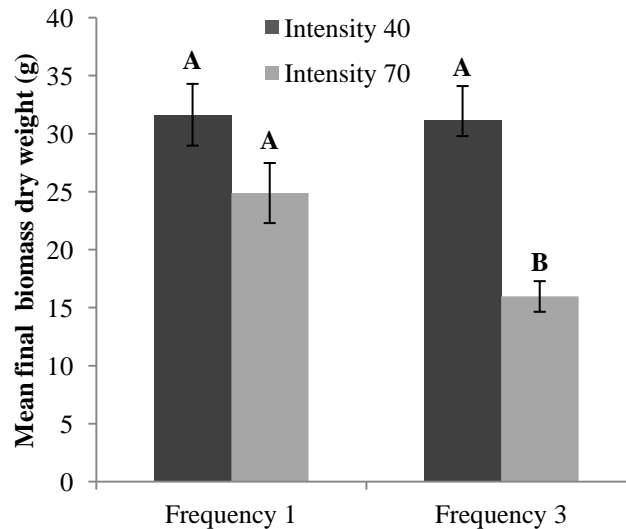 Mean final biomass dry weight (g)
40
35
30
25
20
15
10
5
0
Intensity 40
Intensity 70
A
A
A
B
Frequency 1
Frequency 3